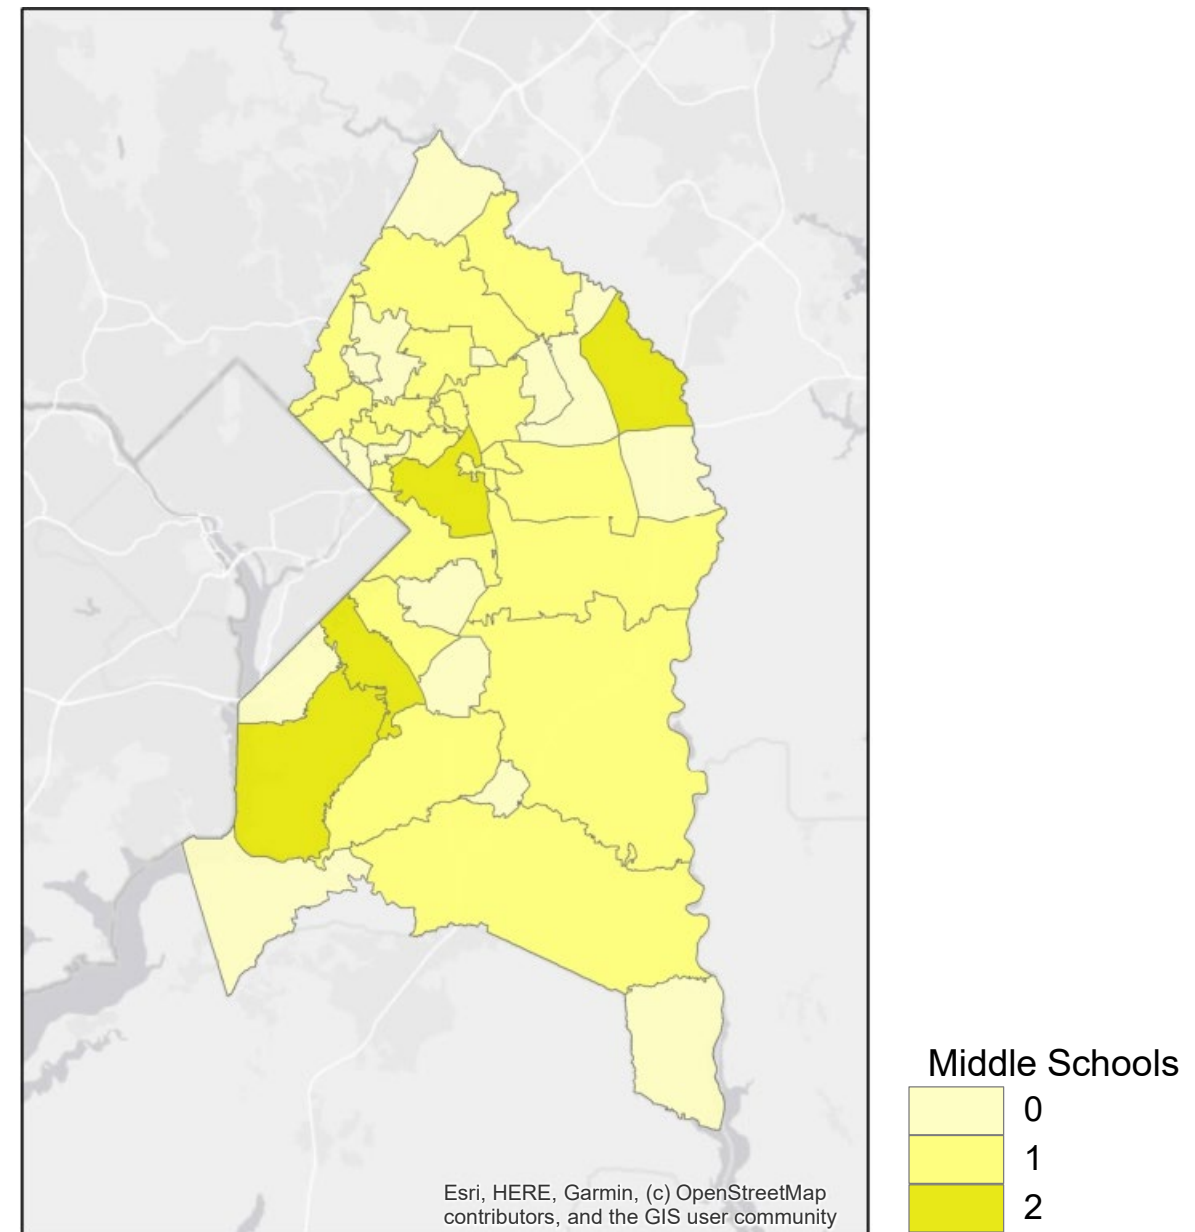 Middle Schools
0
1
2
Esri, HERE, Garmin, (c) OpenStreetMap
contributors, and the GIS user community